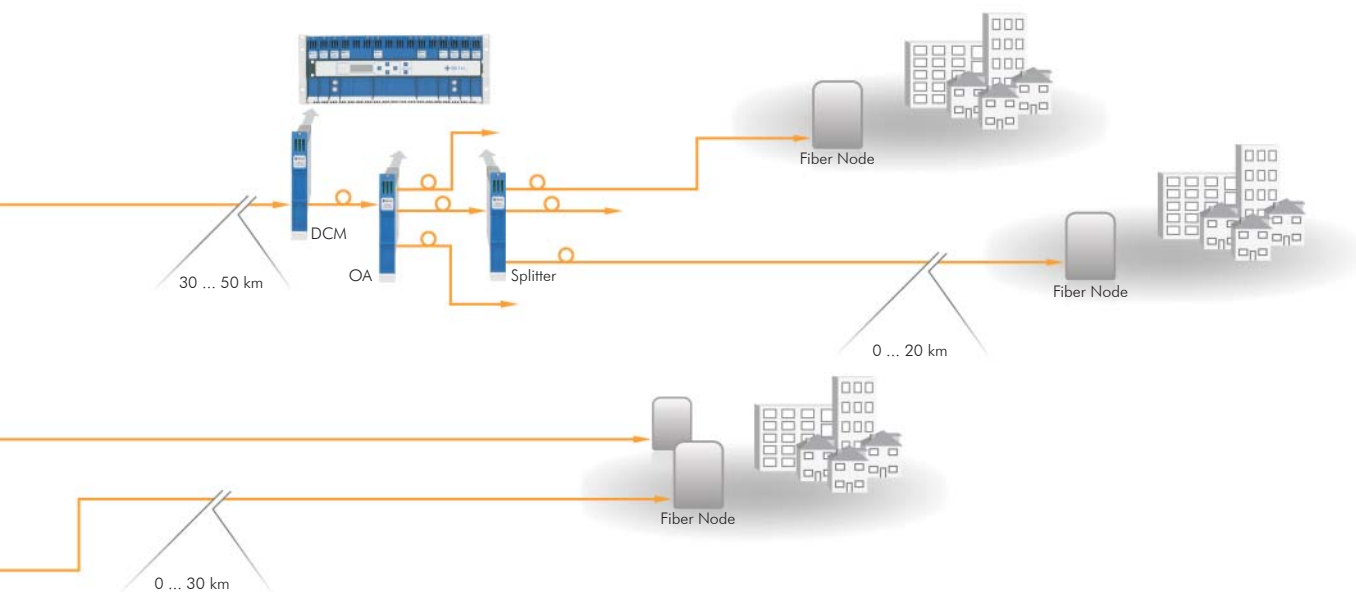 Fiber Node
DCM
30 ... 50 km
OA
Splitter
Fiber Node
0 ... 20 km
Fiber Node
0 ... 30 km